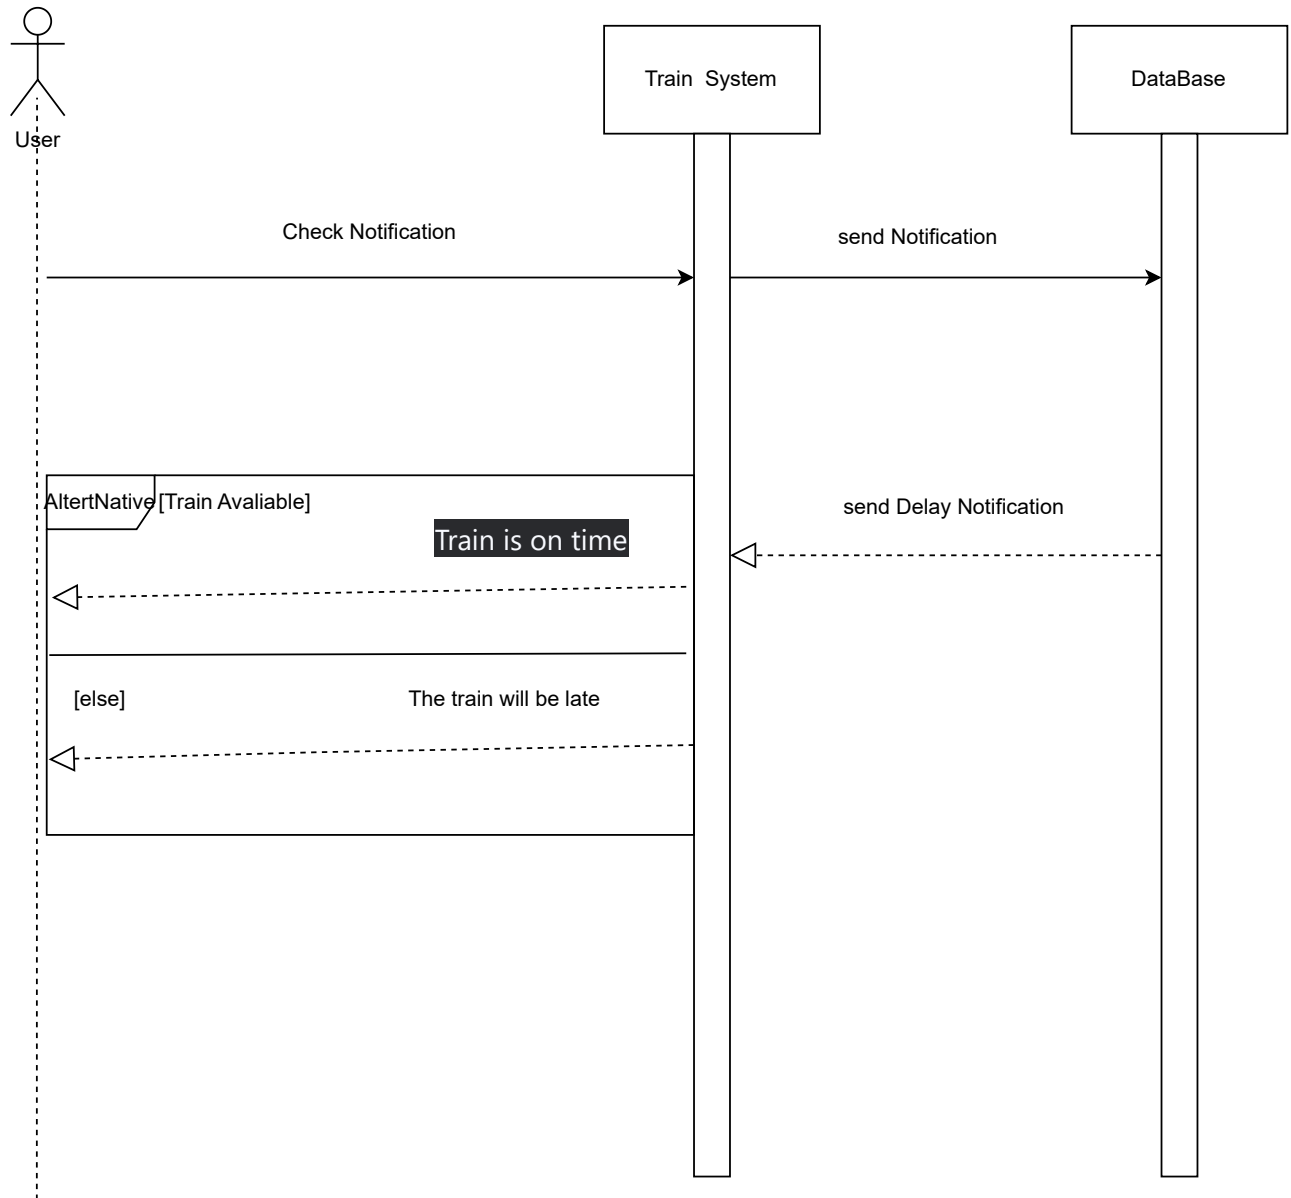 User
Train  System
DataBase
Check Notification
send Notification
AltertNative [Train Avaliable]
send Delay Notification
Train is on time
[else]
The train will be late